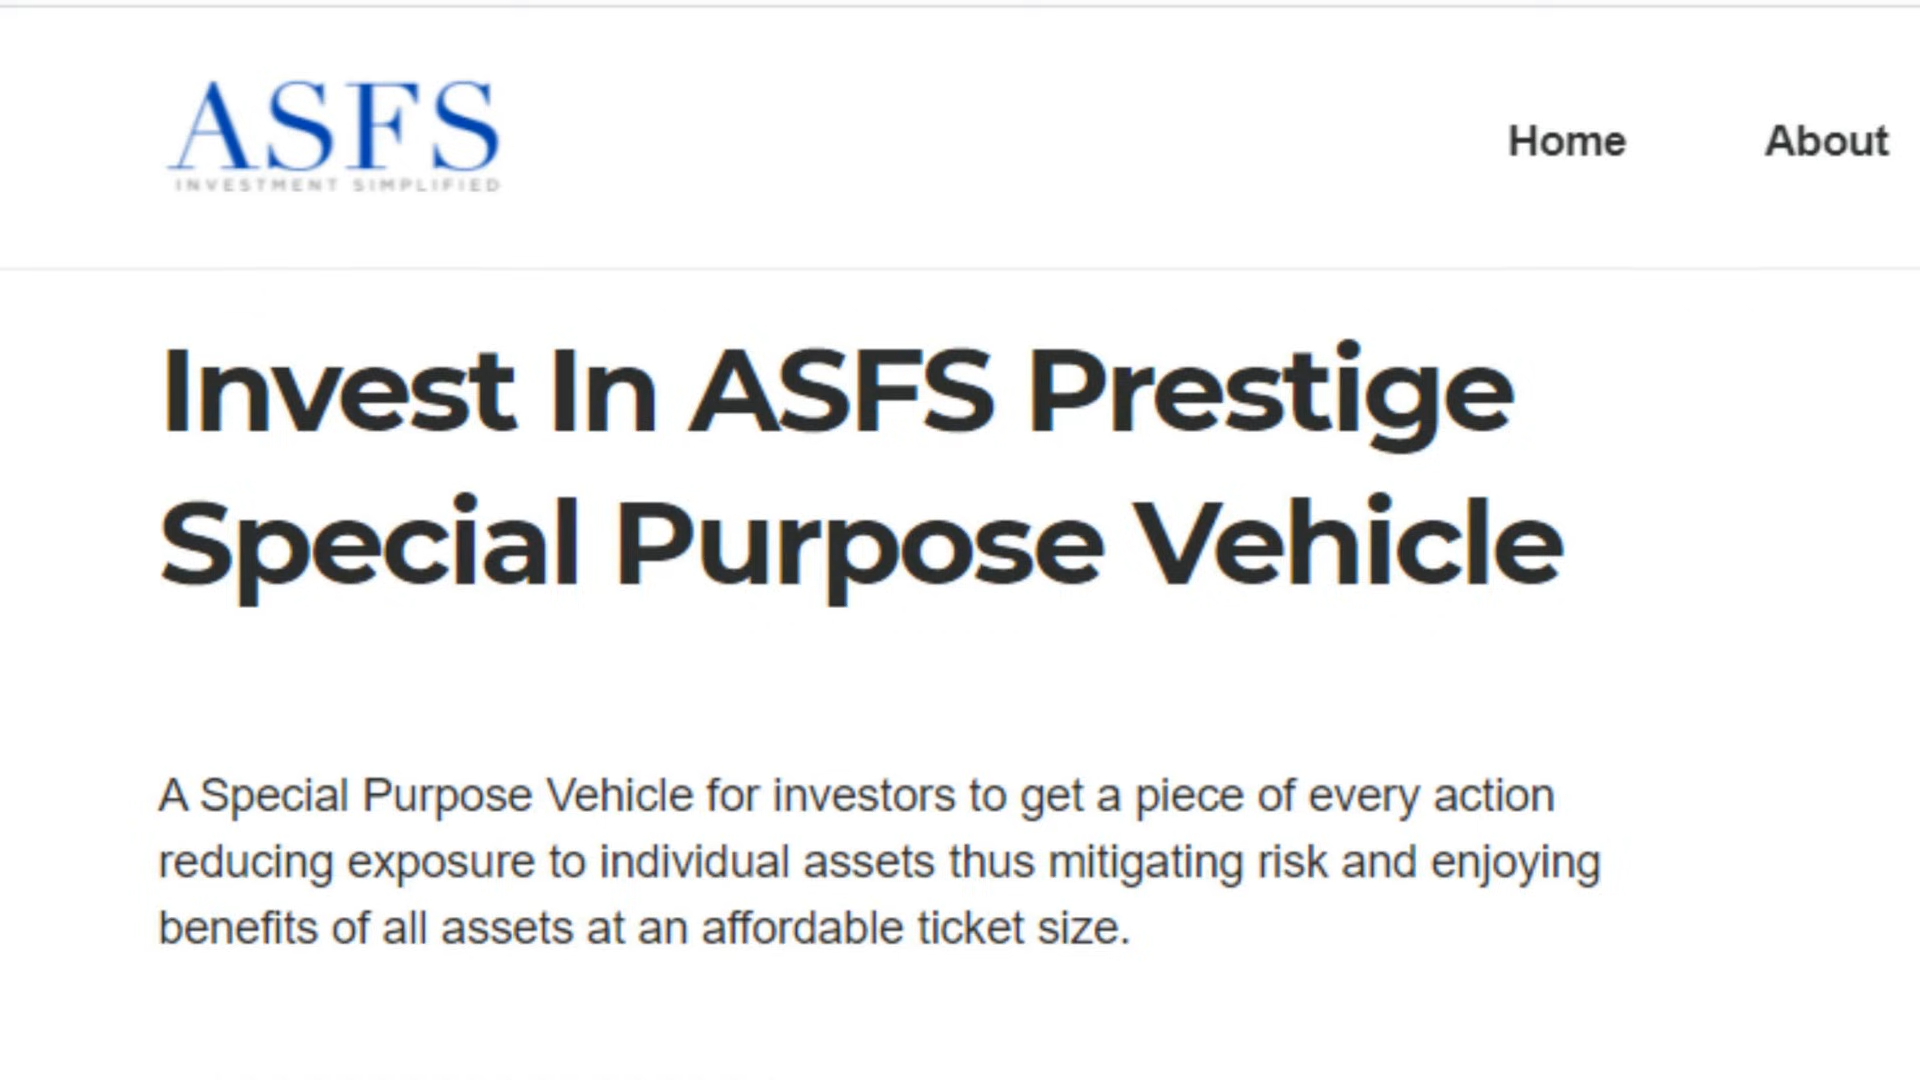 ASFS
INVESTMENT SIMPLIFIED
Home About
Invest In ASFS Prestige
Special Purpose Vehicle
A Special Purpose Vehicle for investors to get a piece of every action
reducing exposure to individual assets thus mitigating risk and enjoying
benefits of all assets at an affordable ticket size.